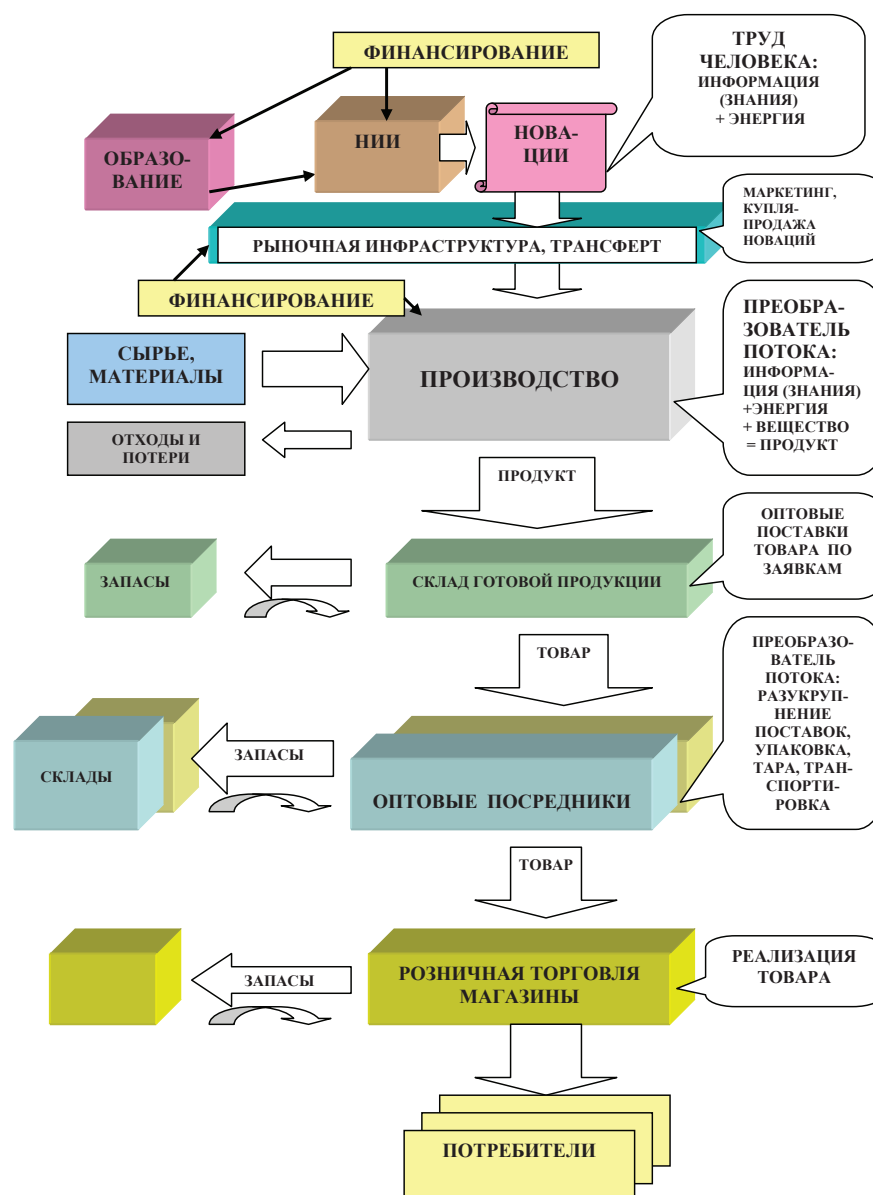 ФИНАНСИРОВАНИЕ
ТРУД
ЧЕЛОВЕКА:
ИНФОРМАЦИЯ
(ЗНАНИЯ)
+ ЭНЕРГИЯ
ОБРАЗО-
ВАНИЕ
НИИ
НОВА-
ЦИИ
МАРКЕТИНГ,
КУПЛЯ-
ПРОДАЖА
НОВАЦИЙ
РЫНОЧНАЯ ИНФРАСТРУКТУРА, ТРАНСФЕРТ
ФИНАНСИРОВАНИЕ
СЫРЬЕ,
МАТЕРИАЛЫ
ПРОИЗВОДСТВО
ПРЕОБРА-
ЗОВАТЕЛЬ
ПОТОКА:
ИНФОРМА-
ЦИЯ (ЗНАНИЯ)
+ЭНЕРГИЯ
+ ВЕЩЕСТВО
= ПРОДУКТ
ОТХОДЫ И
ПОТЕРИ
ПРОДУКТ
ОПТОВЫЕ
ПОСТАВКИ
ТОВАРА ПО
ЗАЯВКАМ
ЗАПАСЫ
СКЛАД ГОТОВОЙ ПРОДУКЦИИ
ТОВАР
ПРЕОБРАЗО-
ВАТЕЛЬ
ПОТОКА:
РАЗУКРУП-
НЕНИЕ
ПОСТАВОК,
УПАКОВКА,
ТАРА, ТРАН-
СПОРТИ-
РОВКА
СКЛАДЫ
ЗАПАСЫ
ОПТОВЫЕ ПОСРЕДНИКИ
ТОВАР
ЗАПАСЫ
РОЗНИЧНАЯ ТОРГОВЛЯ
МАГАЗИНЫ
РЕАЛИЗАЦИЯ
ТОВАРА
ПОТРЕБИТЕЛИ